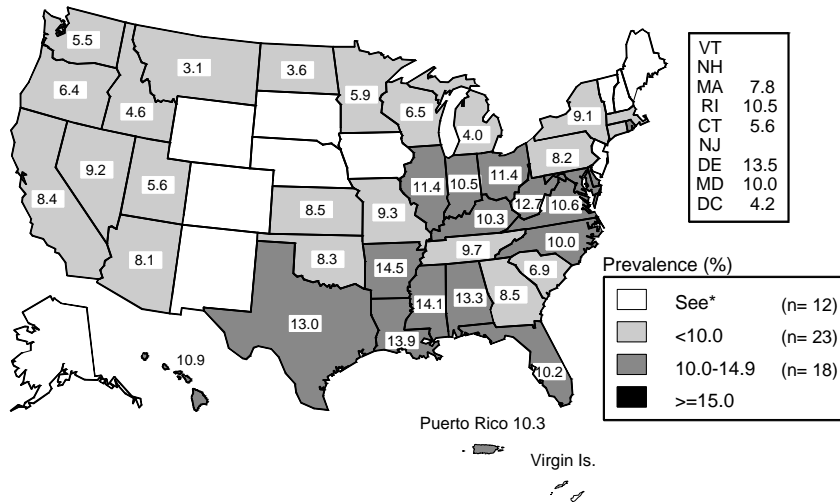 5.5
3.1
3.6
6.4
4.6
5.9
6.5
4.0
9.1
8.2
9.2
8.4
5.6
8.5
9.3
11.4
10.5
11.4
12.7
10.6
10.3
10.0
9.7
8.1
8.3
14.5
6.9
14.1
13.3
8.5
13.0
13.9
10.2
10.9
Puerto Rico 10.3
Virgin Is.
VT
NH
MA 7.8
RI 10.5
CT 5.6
NJ
DE 13.5
MD 10.0
DC 4.2
Prevalence (%)
See* (n= 12)
<10.0 (n= 23)
10.0-14.9 (n= 18)
>=15.0